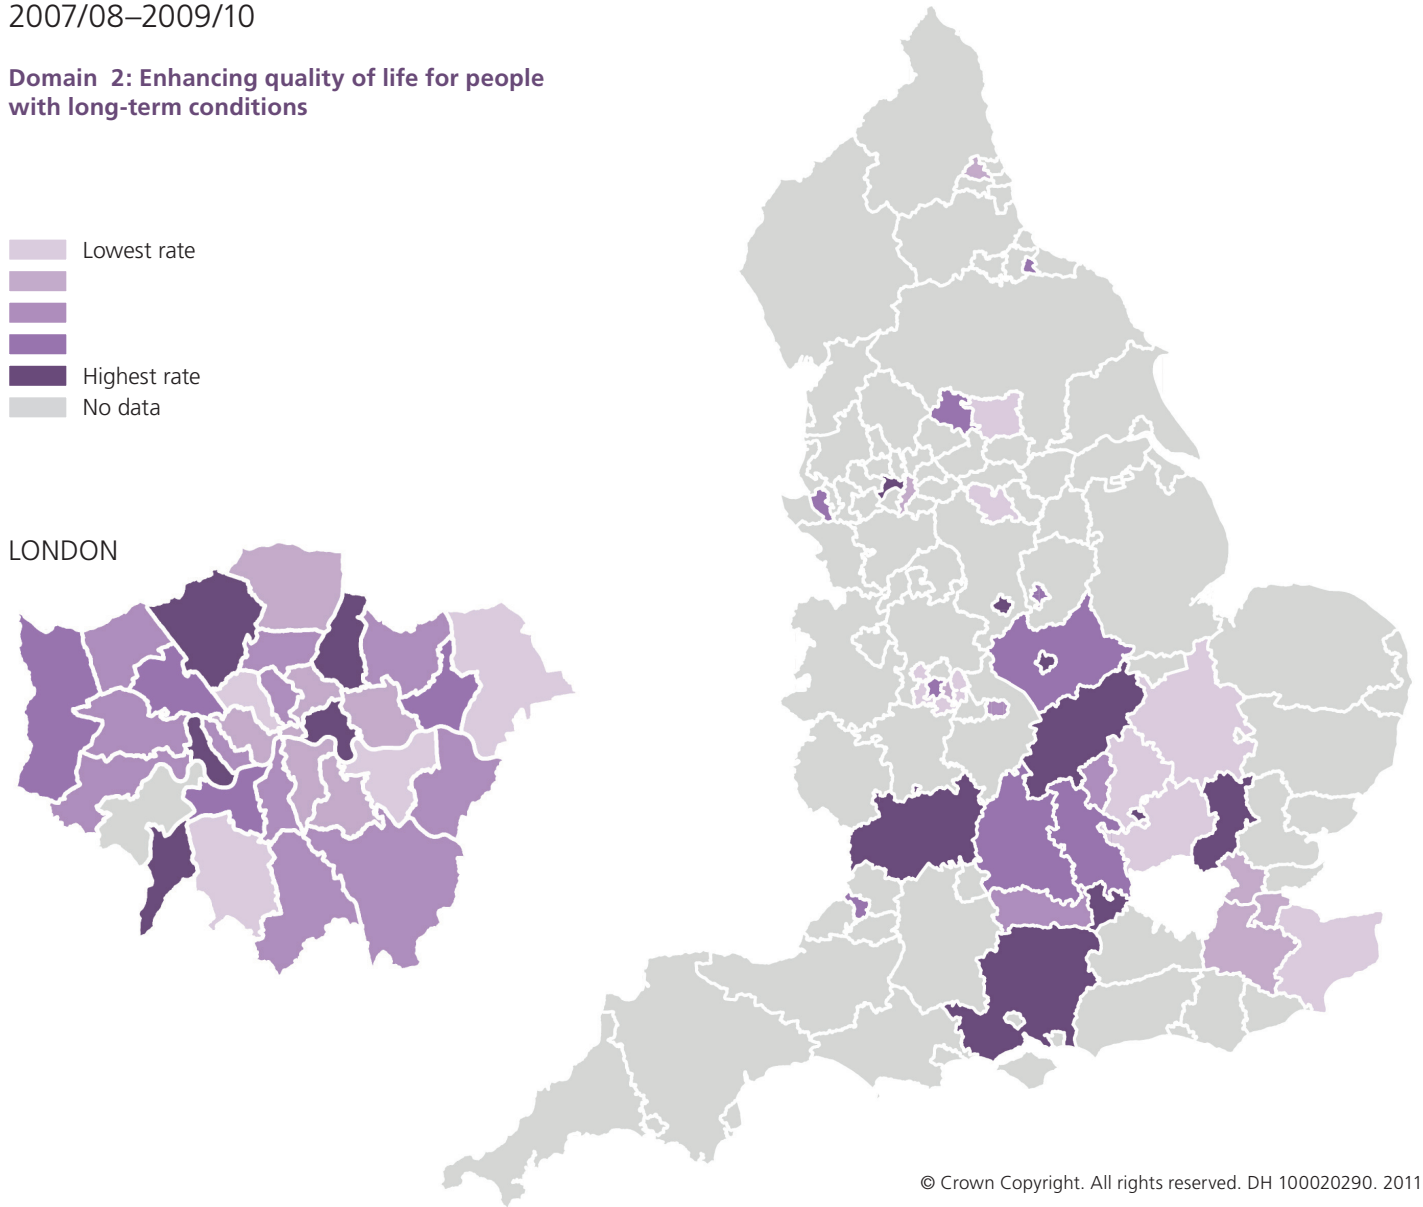 2007/08–2009/10
Domain 2: Enhancing quality of life for people
with long-term conditions
Lowest rate
Highest rate
No data
LONDON
© Crown Copyright. All rights reserved. DH 100020290. 2011